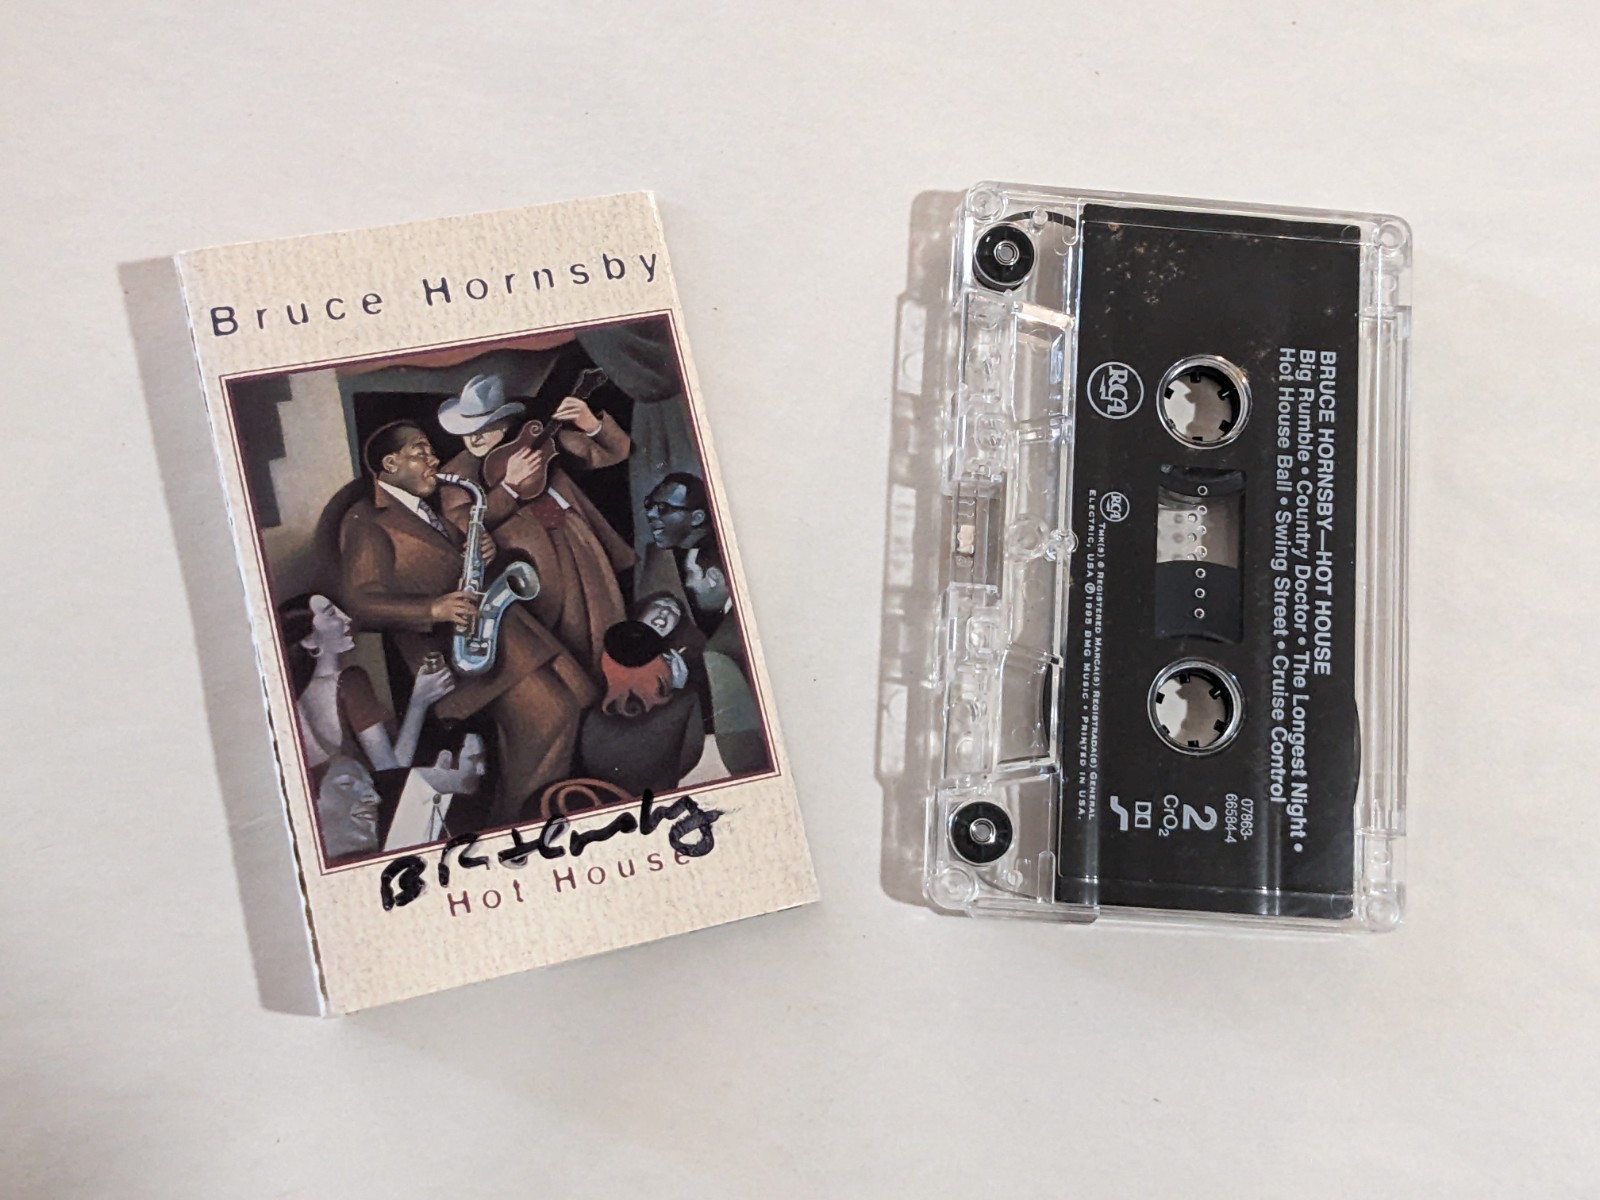 Bruce Hornsby
BR Hornsby
Hot House
BRUCE HORNSBY—HOT HOUSE
Big Rumble • Country Doctor • The Longest Night •
Hot House Ball • Swing Street • Cruise Control
07863-
66584-4
2
CrO2
RCA
RCA TMK(S) ® REGISTERED MARCA(S) REGISTRADA(S) GENERAL
ELECTRIC, USA ℗ 1995 BMG MUSIC • PRINTED IN USA.